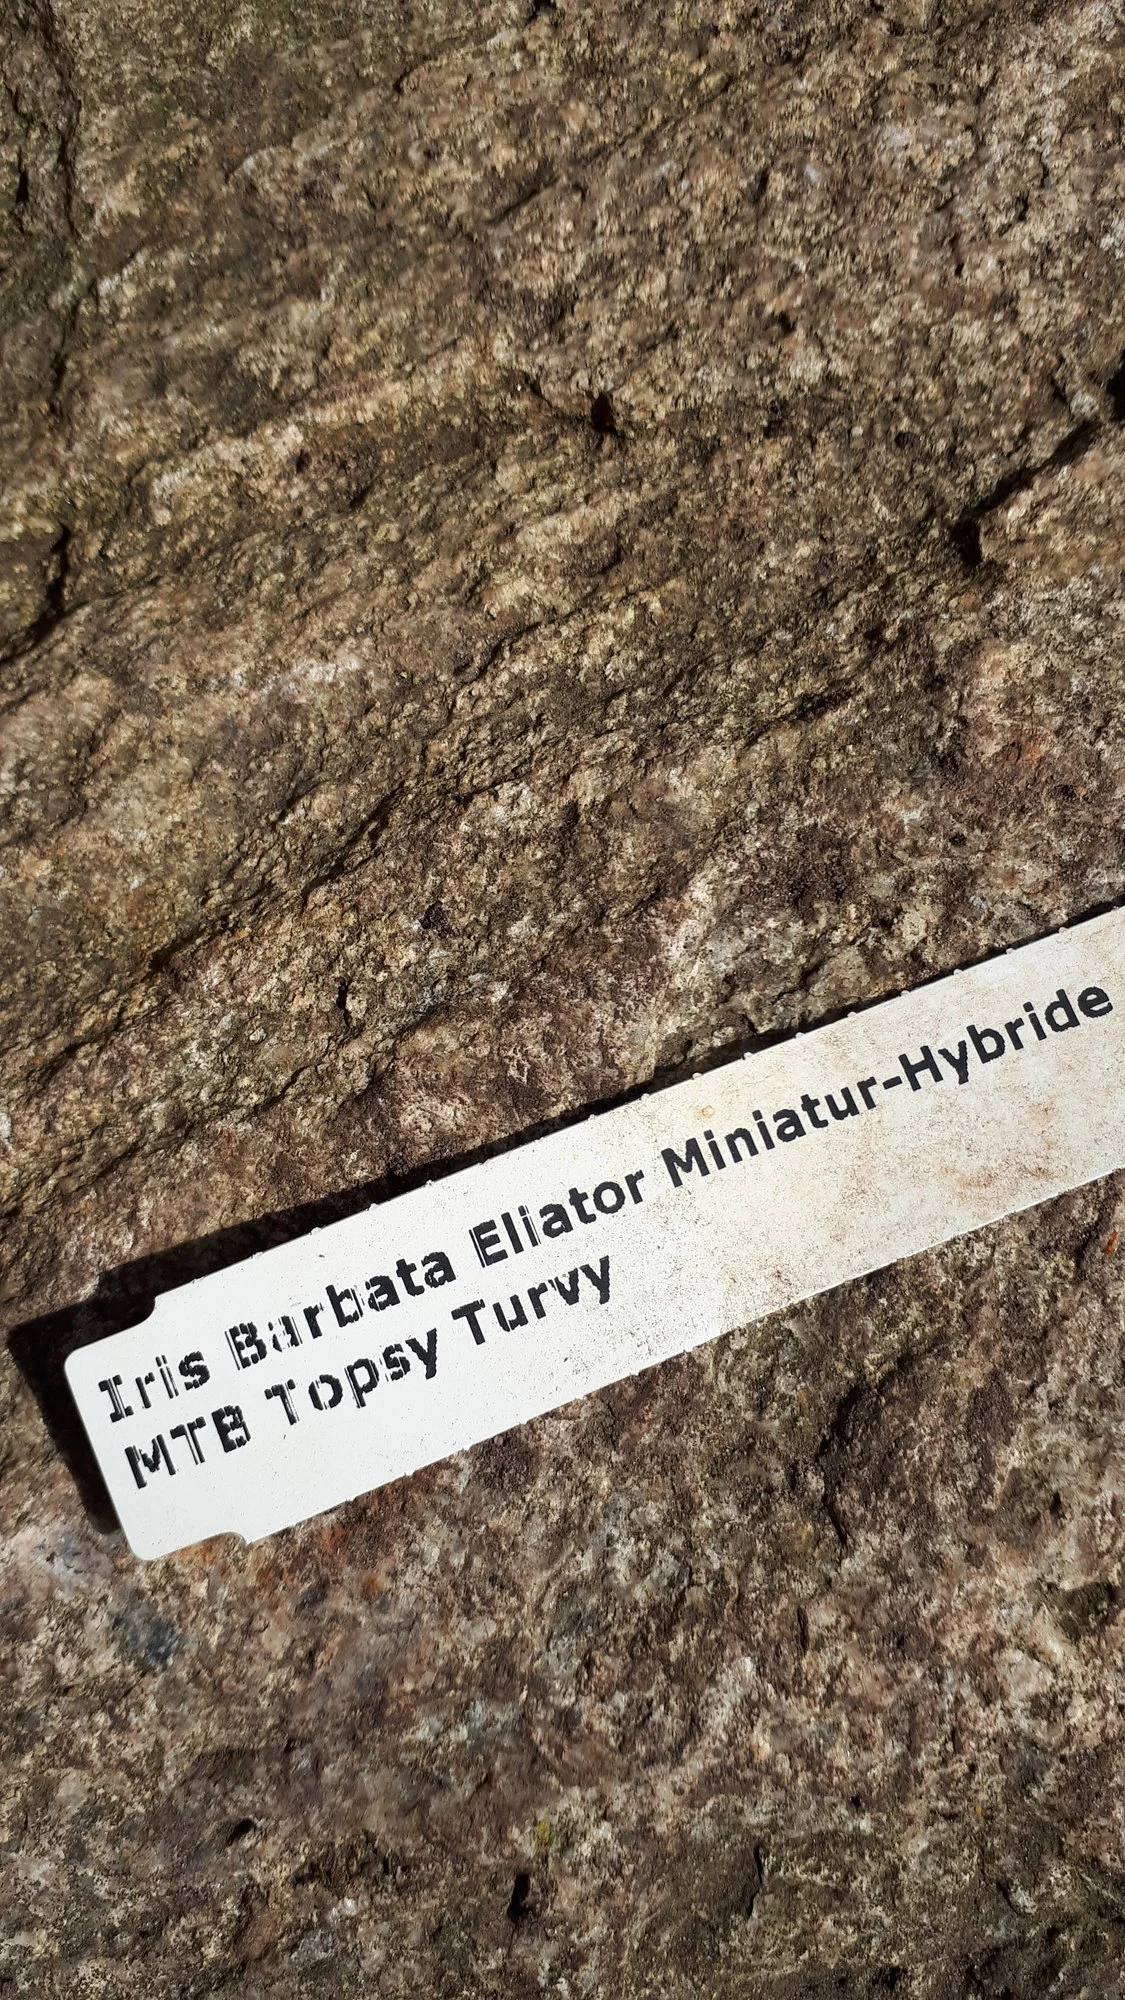 Iris Barbata Eliator Miniatur-Hybride
MTB Topsy Turvy